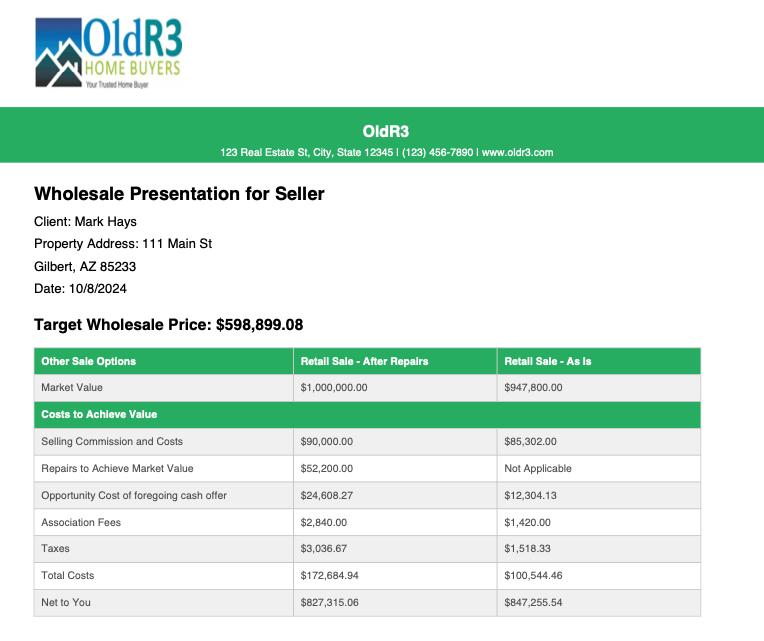 OldR3
HOME BUYERS
Your Trusted Home Buyer
OldR3
123 Real Estate St, City, State 12345 | (123) 456-7890 | www.oldr3.com
Wholesale Presentation for Seller
Client: Mark Hays
Property Address: 111 Main St
Gilbert, AZ 85233
Date: 10/8/2024
Target Wholesale Price: $598,899.08
Other Sale Options Retail Sale - After Repairs Retail Sale - As Is
Market Value $1,000,000.00 $947,800.00
Costs to Achieve Value
Selling Commission and Costs $90,000.00 $85,302.00
Repairs to Achieve Market Value $52,200.00 Not Applicable
Opportunity Cost of foregoing cash offer $24,608.27 $12,304.13
Association Fees $2,840.00 $1,420.00
Taxes $3,036.67 $1,518.33
Total Costs $172,684.94 $100,544.46
Net to You $827,315.06 $847,255.54